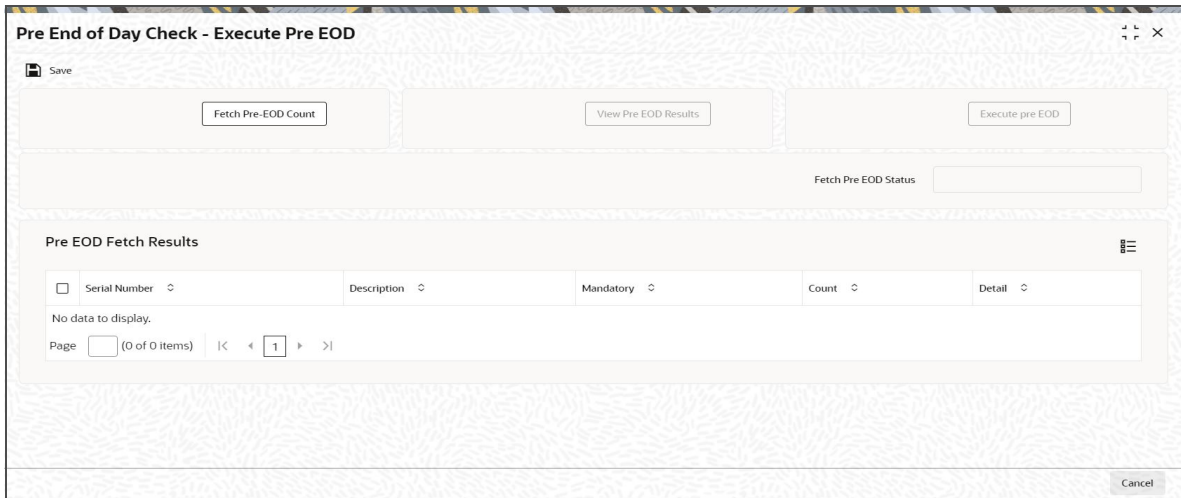 Pre End of Day Check - Execute Pre EOD
Save
Fetch Pre-EOD Count View Pre EOD Results Execute pre EOD
Fetch Pre EOD Status
Pre EOD Fetch Results
Serial Number Description Mandatory Count Detail
No data to display.
Page (0 of 0 items) 1
Cancel